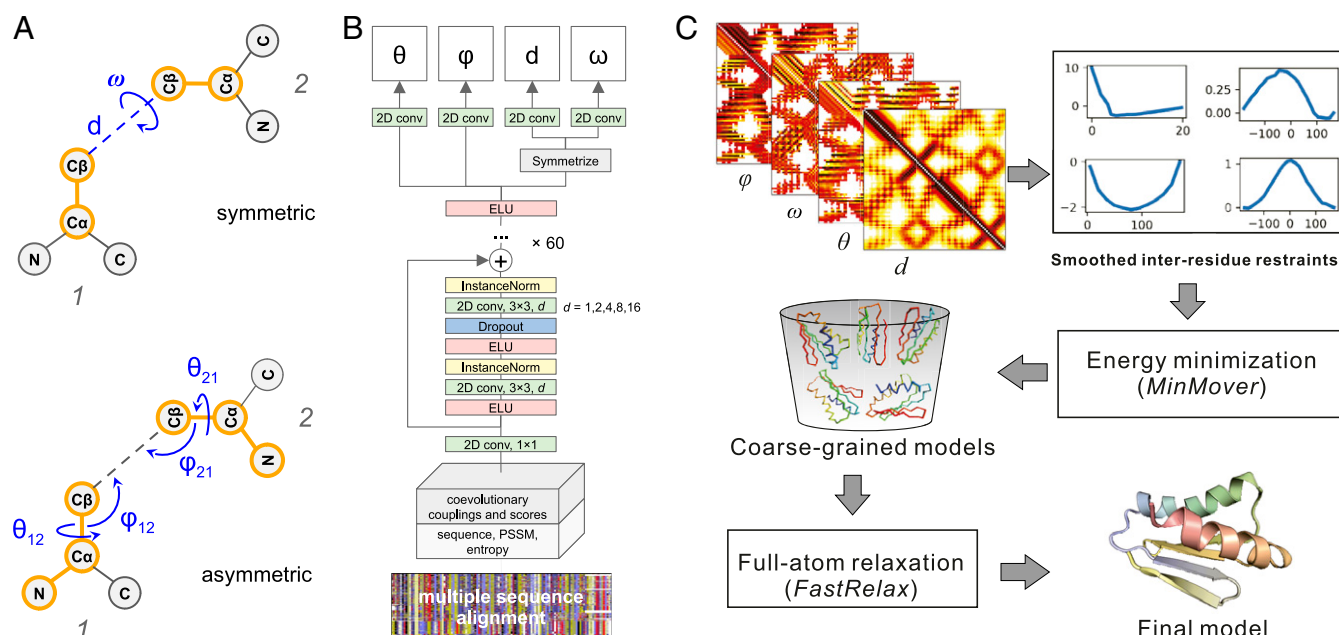 A
ω
d
Cβ
Cα
C
N
2
Cβ
Cα
N
C
1
symmetric
θ21
Cβ
Cα
C
N
2
φ21
Cβ
φ12
θ12
Cα
N
C
1
asymmetric
B
θ
φ
d
ω
2D conv
2D conv
2D conv
2D conv
Symmetrize
ELU
...
× 60
+
InstanceNorm
2D conv, 3×3, d
d = 1,2,4,8,16
Dropout
ELU
InstanceNorm
2D conv, 3×3, d
ELU
2D conv, 1×1
coevolutionary
couplings and scores
sequence, PSSM,
entropy
multiple sequence
alignment
C
φ
ω
θ
d
10
0
0
20
0.25
0.00
−100
0
100
0
−2
0
100
1
0
−100
0
100
Smoothed inter-residue restraints
Energy minimization
(MinMover)
Coarse-grained models
Full-atom relaxation
(FastRelax)
Final model